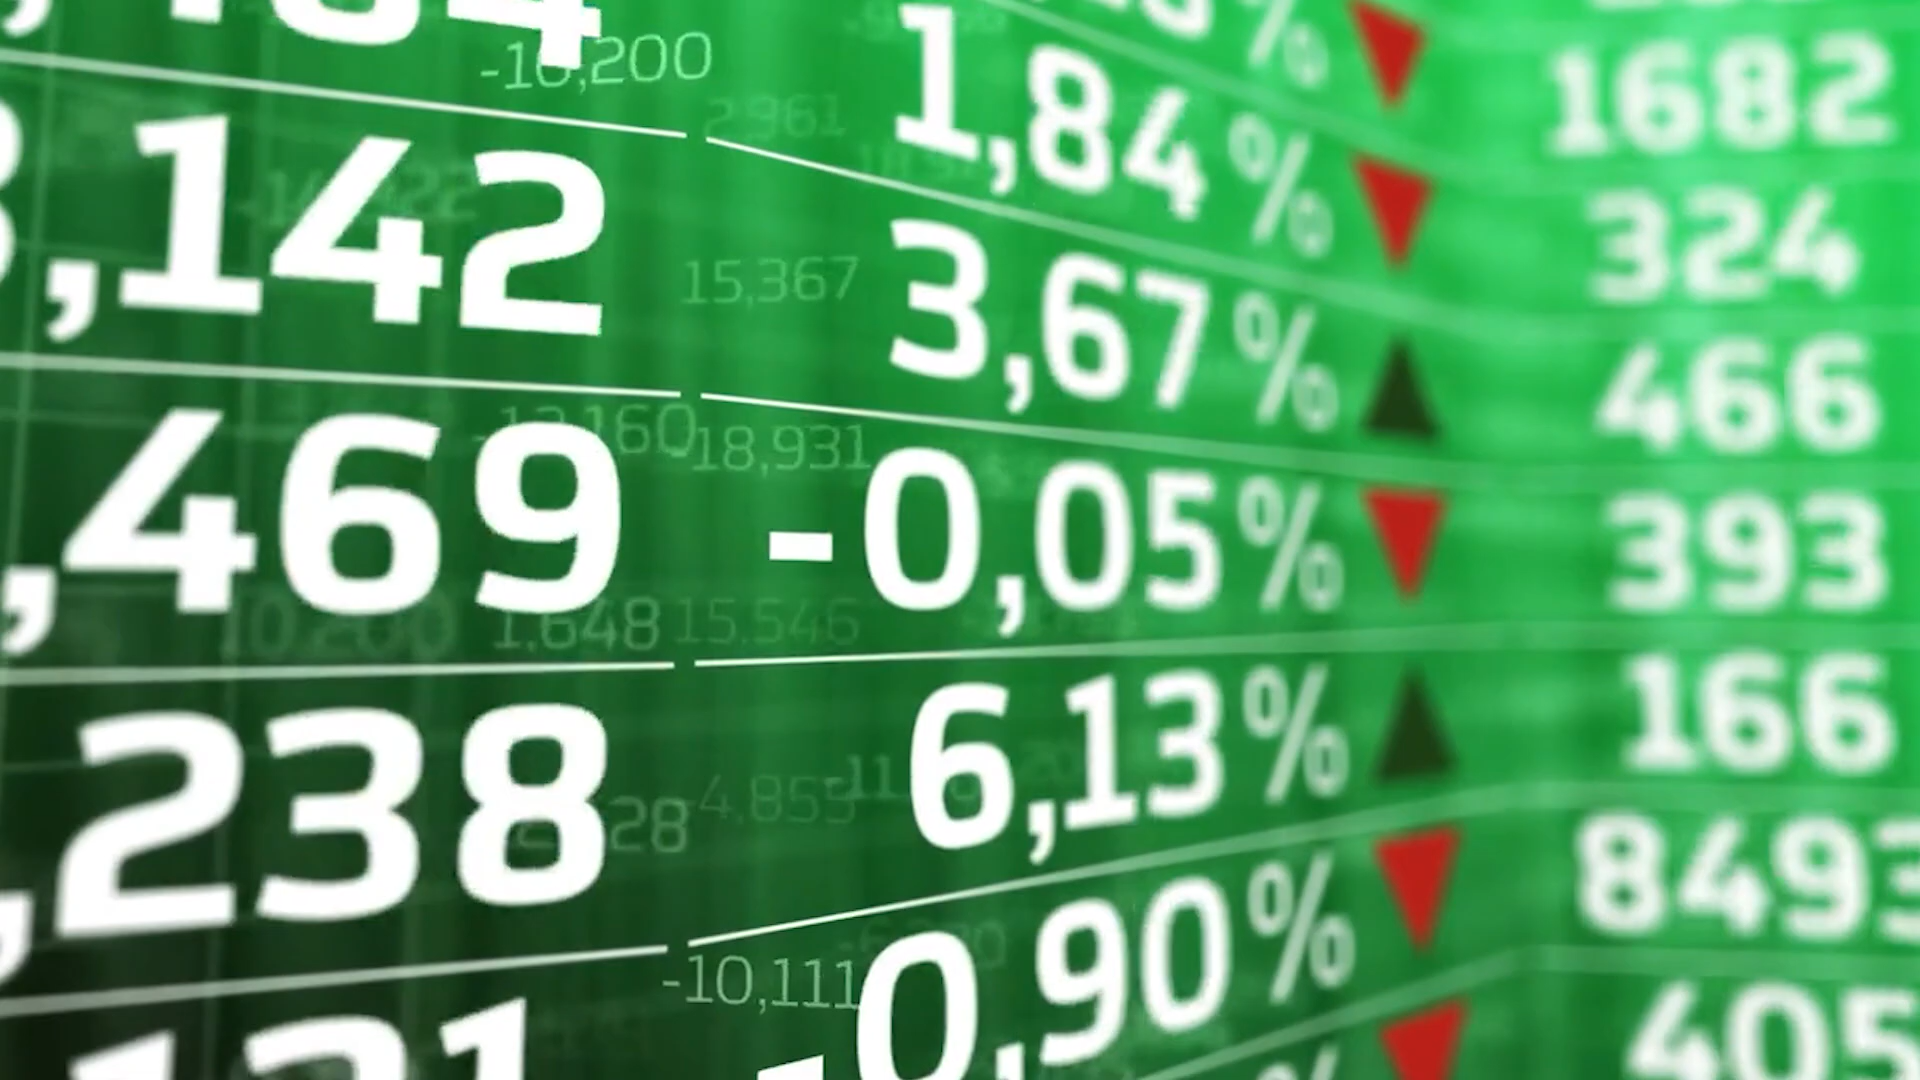 -10,200
1,84 % 1682
2,961
,142 3,67 % 324
15,367
,469 -0,05 % 466
18,931
1,648 15.546
,238 6,13 % 393
-4.855
166
-10,111
-0,90 % 8493
405